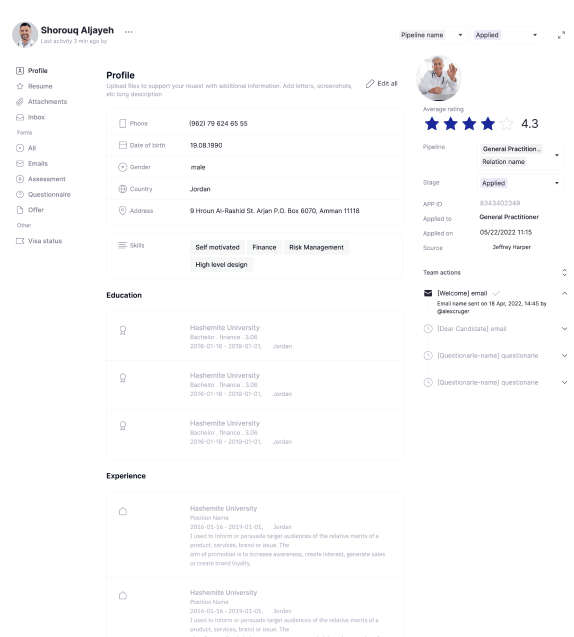 Shorouq Aljayeh ...
Last activity 3 min ago by
Pipeline name
Applied
Profile
Resume
Attachments
Inbox
Forms
All
Emails
Assessment
Questionnaire
Offer
Other
Visa status
Profile
Upload files to support your reuest with additional information. Add letters, screenshots,
etc long description
Edit all
Phone (962) 79 624 65 55
Date of birth 19.08.1990
Gender male
Country Jordan
Address 9 Hroun Al-Rashid St. Arjan P.O. Box 6070, Amman 11118
Skills Self motivated Finance Risk Management
High level design
Education
Hashemite University
Bachelor . finance . 3.06
2016-01-16 - 2019-01-01, Jordan
Hashemite University
Bachelor . finance . 3.06
2016-01-16 - 2019-01-01, Jordan
Hashemite University
Bachelor . finance . 3.06
2016-01-16 - 2019-01-01, Jordan
Experience
Hashemite University
Position Name
2016-01-16 - 2019-01-01, Jordan
I used to inform or persuade target audiences of the relative merits of a
product, services, brand or issue. The
aim of promotion is to increase awareness, create interest, generate sales
or create brand loyalty.
Hashemite University
Position Name
2016-01-16 - 2019-01-01, Jordan
I used to inform or persuade target audiences of the relative merits of a
product, services, brand or issue. The
Average rating
4.3
Pipeline General Practition..
Relation name
Stage Applied
APP ID 8343402349
Applied to General Practitioner
Applied on 05/22/2022 11:15
Source Jeffrey Harper
Team actions
[Welcome] email
Email name sent on 18 Apr, 2022, 14:45 by
@alexcruger
[Dear Candidate] email
[Questionarie-name] questionarie
[Questionarie-name] questionarie